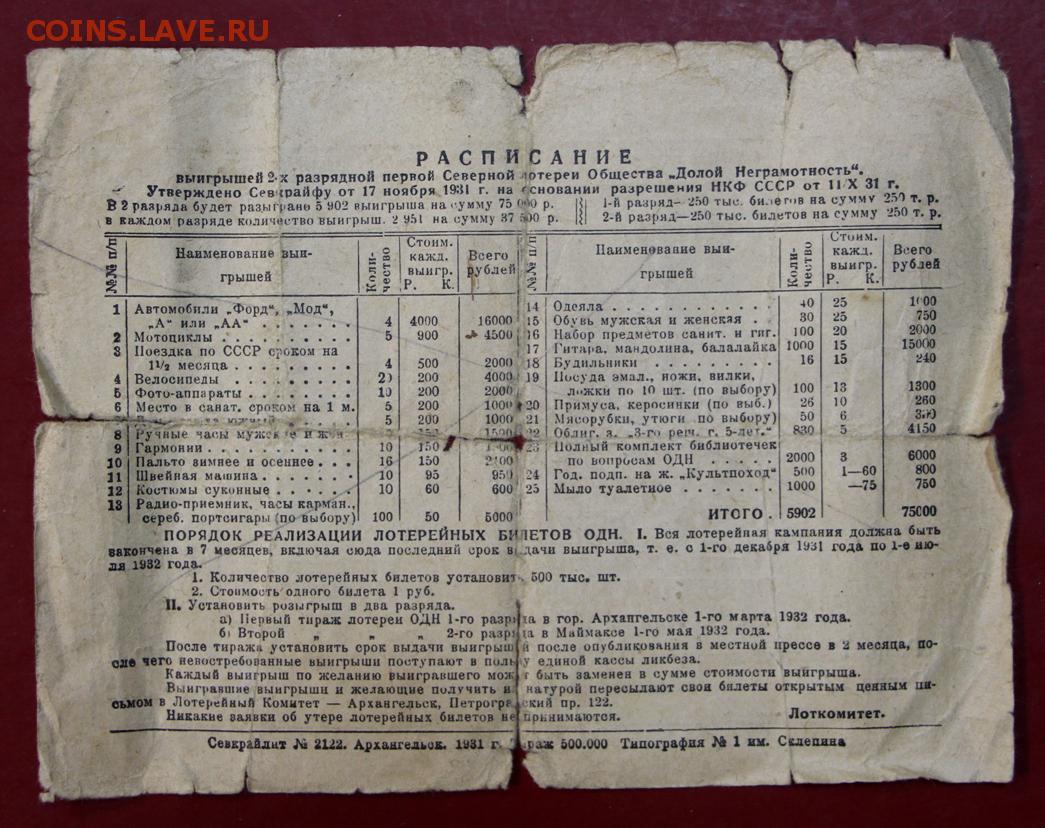 COINS.LAVE.RU
РАСПИСАНИЕ
выигрышей 2-х разрядной первой Северной лотереи Общества „Долой Неграмотность“.
Утверждено Севкрайфу от 17 ноября 1931 г. на основании разрешения НКФ СССР от 11/X 31 г.
В 2 разряда будет разыграно 5 902 выигрыша на сумму 75 000 р.
в каждом разряде количество выигрыш. 2 951 на сумму 37 500 р.
1-й разряд—250 тыс. билетов на сумму 250 т. р.
2-й разряд—250 тыс. билетов на сумму 250 т. р.
№№ п/п Наименование выигрышей Количество Стоим. кажд. выигр. Р. К. Всего рублей
1 Автомобили „Форд“, „Мод“,
„А“ или „АА“ 4 4000 16000
2 Мотоциклы 5 900 4500
3 Поездка по СССР сроком на
1½ месяца 4 500 2000
4 Велосипеды 20 200 4000
5 Фото-аппараты 10 200 2000
6 Место в санат. сроком на 1 м. 5 200 1000
5 200 1000
8 Ручные часы 150
9 Гармонии 10 150
10 Пальто зимнее и осеннее 16 150 2400
11 Швейная машина 10 95 950
12 Костюмы суконные 10 60 600
13 Радио-приемник, часы карман.,
сереб. портсигары (по выбору) 100 50 5000
№№ п/п Наименование выигрышей Количество Стоим. кажд. выигр. Р. К. Всего рублей
14 Одеяла 40 25 1000
15 Обувь мужская и женская 30 25 750
16 Набор предметов санит. и гиг. 100 20 2000
17 Гитара, мандолина, балалайка 1000 15 15000
18 Будильники 16 15 240
19 Посуда эмал., ножи, вилки,
ложки по 10 шт. (по выбору) 100 13 1300
20 Примуса, керосинки (по выб.) 26 10 260
21 Мясорубки, утюги по выбору) 50 6 300
22 Облиг. з. „3-го реш. г. 5-лет.“ 830 5 4150
23 Полный комплект библиотечек
по вопросам ОДН 2000 3 6000
24 Год. подп. на ж. „Культпоход“ 500 1—60 800
25 Мыло туалетное 1000 —75 750
ИТОГО . 5902 75000
ПОРЯДОК РЕАЛИЗАЦИИ ЛОТЕРЕЙНЫХ БИЛЕТОВ ОДН. I. Вся лотерейная кампания должна быть
закончена в 7 месяцев, включая сюда последний срок выдачи выигрыша, т. е. с 1-го декабря 1931 года по 1-е ию-
ля 1932 года.
1. Количество лотерейных билетов установить 500 тыс. шт.
2. Стоимость одного билета 1 руб.
II. Установить розыгрыш в два разряда.
а) Первый тираж лотереи ОДН 1-го разряда в гор. Архангельске 1-го марта 1932 года.
б) Второй „ „ „ 2-го разряда в Маймаксе 1-го мая 1932 года.
После тиража установить срок выдачи выигрышей после опубликования в местной прессе в 2 месяца, по-
сле чего невостребованные выигрыши поступают в пользу единой кассы ликбеза.
Каждый выигрыш по желанию выигравшего может быть заменен в сумме стоимости выигрыша.
Выигравшие выигрыши и желающие получить их натурой пересылают свои билеты открытым ценным пи-
сьмом в Лотерейный Комитет — Архангельск, Петроградский пр. 122.
Никакие заявки об утере лотерейных билетов не принимаются.
Лоткомитет.
Севкрайлит № 2122. Архангельск. 1931 г. Тираж 500.000 Типография № 1 им. Склепина